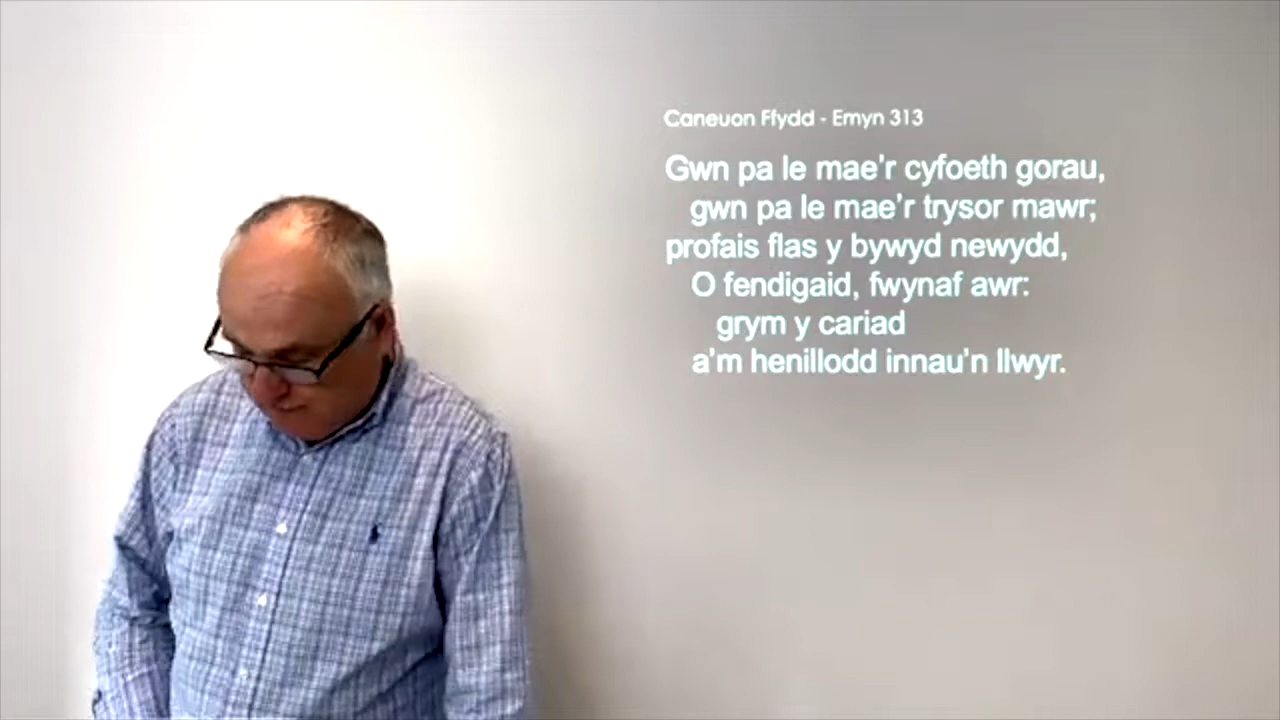 Caneuon Ffydd - Emyn 313
Gwn pa le mae'r cyfoeth gorau,
gwn pa le mae'r trysor mawr;
profais flas y bywyd newydd,
O fendigaid, fwynaf awr:
grym y cariad
a'm henillodd innau'n llwyr.